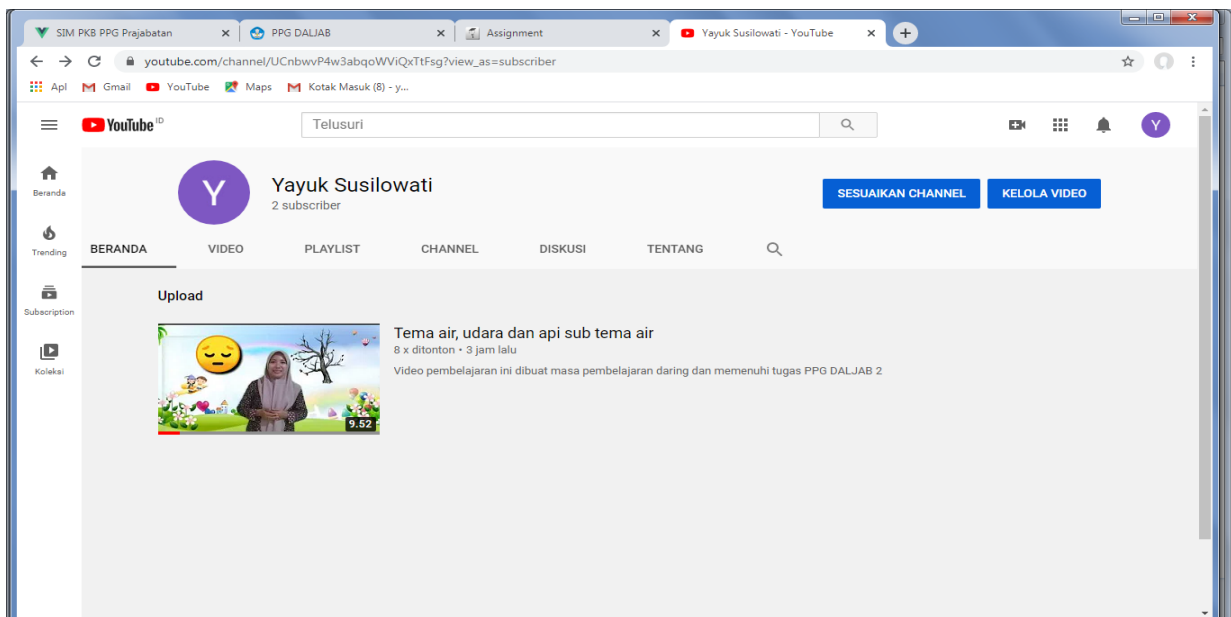 SIM PKB PPG Prajabatan
PPG DALJAB
Assignment
Yayuk Susilowati - YouTube
youtube.com/channel/UCnbwvP4w3abqoWViQxTtFsg?view_as=subscriber
Apl
Gmail
YouTube
Maps
Kotak Masuk (8) - y...
YouTube ID
Telusuri
Y
Beranda
Trending
Subscription
Koleksi
Y
Yayuk Susilowati
2 subscriber
SESUAIKAN CHANNEL
KELOLA VIDEO
BERANDA
VIDEO
PLAYLIST
CHANNEL
DISKUSI
TENTANG
Upload
9.52
Tema air, udara dan api sub tema air
8 x ditonton • 3 jam lalu
Video pembelajaran ini dibuat masa pembelajaran daring dan memenuhi tugas PPG DALJAB 2